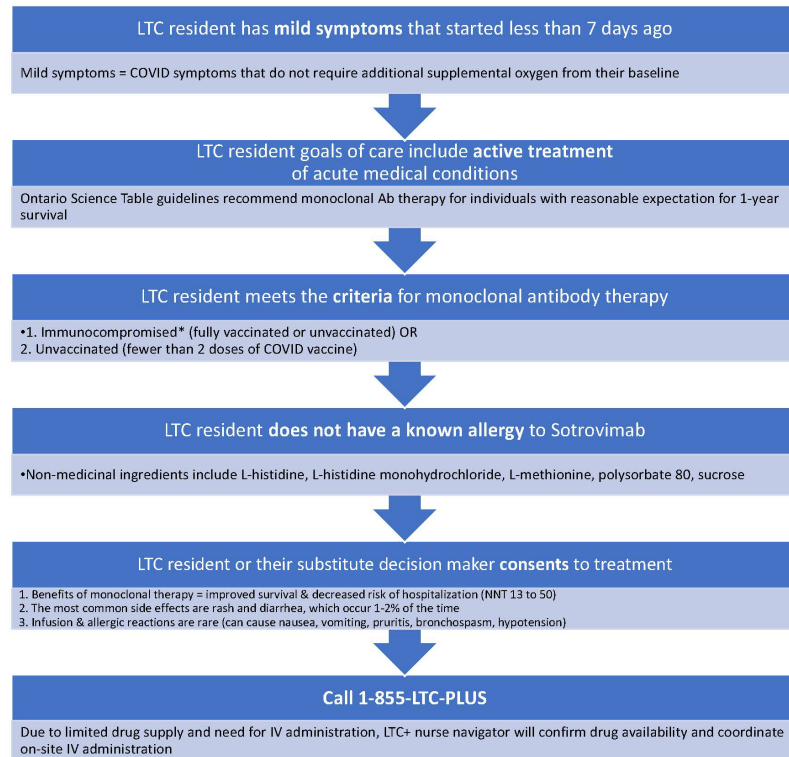 LTC resident has mild symptoms that started less than 7 days ago
Mild symptoms = COVID symptoms that do not require additional supplemental oxygen from their baseline
LTC resident goals of care include active treatment
of acute medical conditions
Ontario Science Table guidelines recommend monoclonal Ab therapy for individuals with reasonable expectation for 1-year
survival
LTC resident meets the criteria for monoclonal antibody therapy
•1. Immunocompromised* (fully vaccinated or unvaccinated) OR
2. Unvaccinated (fewer than 2 doses of COVID vaccine)
LTC resident does not have a known allergy to Sotrovimab
•Non-medicinal ingredients include L-histidine, L-histidine monohydrochloride, L-methionine, polysorbate 80, sucrose
LTC resident or their substitute decision maker consents to treatment
1. Benefits of monoclonal therapy = improved survival & decreased risk of hospitalization (NNT 13 to 50)
2. The most common side effects are rash and diarrhea, which occur 1-2% of the time
3. Infusion & allergic reactions are rare (can cause nausea, vomiting, pruritis, bronchospasm, hypotension)
Call 1-855-LTC-PLUS
Due to limited drug supply and need for IV administration, LTC+ nurse navigator will confirm drug availability and coordinate
on-site IV administration